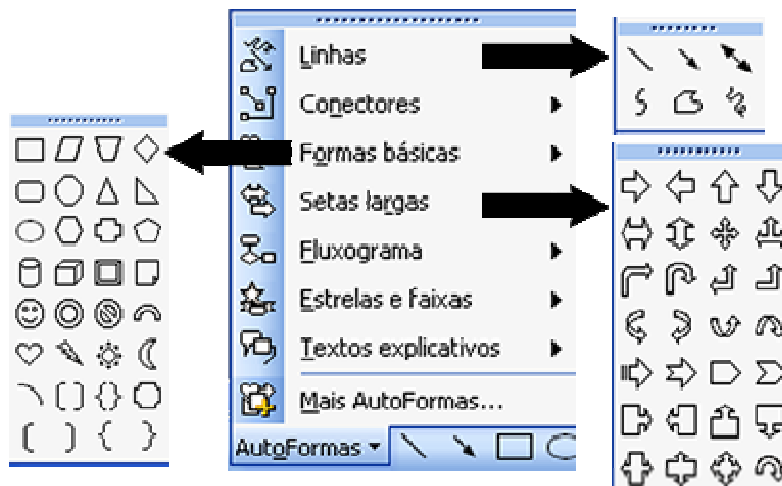 Linhas
Conectores
Formas básicas
Setas largas
Fluxograma
Estrelas e faixas
Textos explicativos
Mais AutoFormas...
AutoFormas